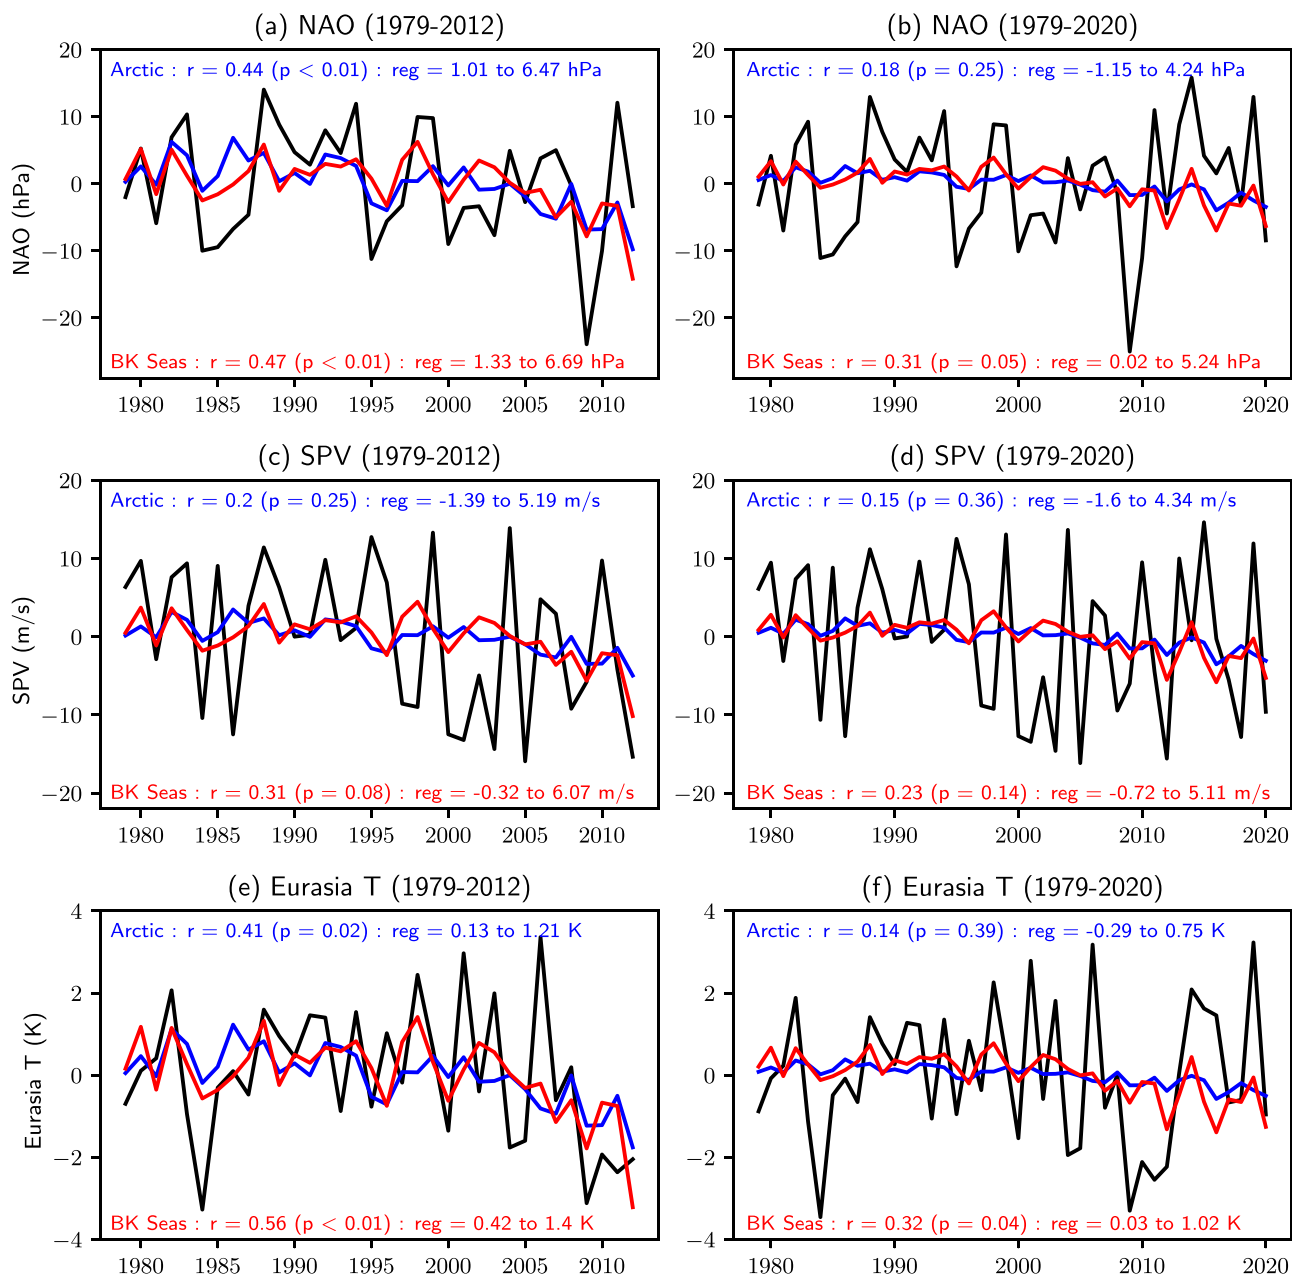 (a) NAO (1979-2012)
(b) NAO (1979-2020)
20
10
0
−10
−20
NAO (hPa)
Arctic : r = 0.44 (p < 0.01) : reg = 1.01 to 6.47 hPa
BK Seas : r = 0.47 (p < 0.01) : reg = 1.33 to 6.69 hPa
1980 1985 1990 1995 2000 2005 2010
20
10
0
−10
−20
Arctic : r = 0.18 (p = 0.25) : reg = -1.15 to 4.24 hPa
BK Seas : r = 0.31 (p = 0.05) : reg = 0.02 to 5.24 hPa
1980 1990 2000 2010 2020
(c) SPV (1979-2012)
(d) SPV (1979-2020)
20
10
0
−10
−20
SPV (m/s)
Arctic : r = 0.2 (p = 0.25) : reg = -1.39 to 5.19 m/s
BK Seas : r = 0.31 (p = 0.08) : reg = -0.32 to 6.07 m/s
1980 1985 1990 1995 2000 2005 2010
20
10
0
−10
−20
Arctic : r = 0.15 (p = 0.36) : reg = -1.6 to 4.34 m/s
BK Seas : r = 0.23 (p = 0.14) : reg = -0.72 to 5.11 m/s
1980 1990 2000 2010 2020
(e) Eurasia T (1979-2012)
(f) Eurasia T (1979-2020)
4
2
0
−2
−4
Eurasia T (K)
Arctic : r = 0.41 (p = 0.02) : reg = 0.13 to 1.21 K
BK Seas : r = 0.56 (p < 0.01) : reg = 0.42 to 1.4 K
1980 1985 1990 1995 2000 2005 2010
4
2
0
−2
−4
Arctic : r = 0.14 (p = 0.39) : reg = -0.29 to 0.75 K
BK Seas : r = 0.32 (p = 0.04) : reg = 0.03 to 1.02 K
1980 1990 2000 2010 2020